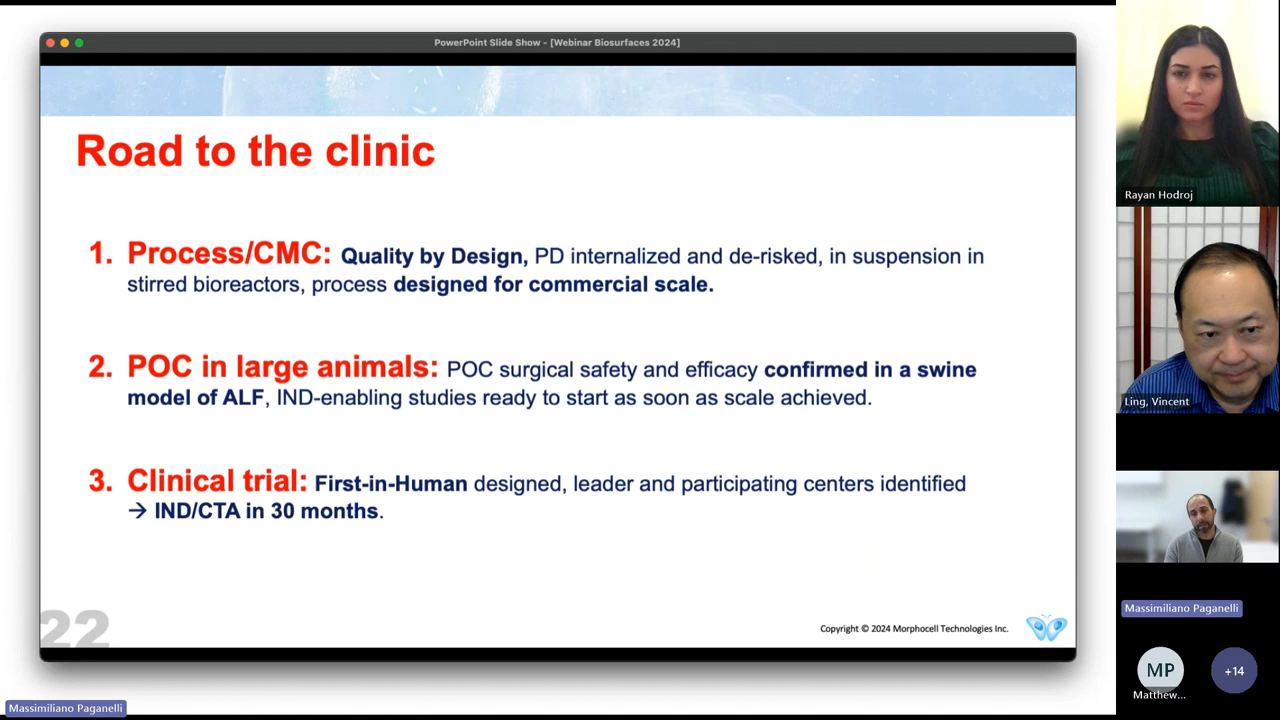 PowerPoint Slide Show - [Webinar Biosurfaces 2024]
Road to the clinic
1. Process/CMC: Quality by Design, PD internalized and de-risked, in suspension in
stirred bioreactors, process designed for commercial scale.
2. POC in large animals: POC surgical safety and efficacy confirmed in a swine
model of ALF, IND-enabling studies ready to start as soon as scale achieved.
3. Clinical trial: First-in-Human designed, leader and participating centers identified
→ IND/CTA in 30 months.
22
Copyright © 2024 Morphocell Technologies Inc.
Massimiliano Paganelli
Rayan Hodroj
Ling, Vincent
Massimiliano Paganelli
MP
+14
Matthew...